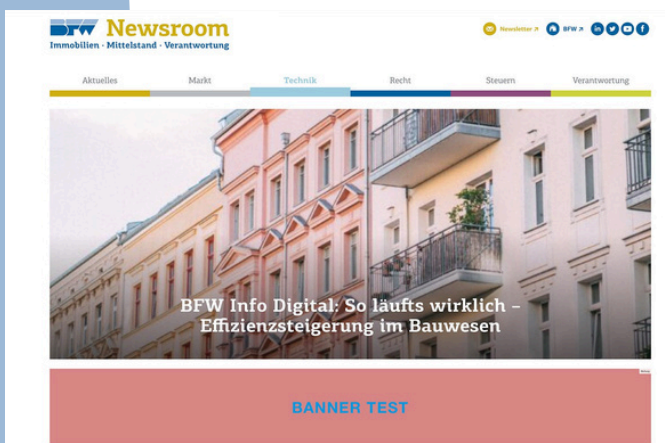 BFW Newsroom
Immobilien · Mittelstand · Verantwortung
Newsletter ↗ BFW ↗
Aktuelles Markt Technik Recht Steuern Verantwortung
BFW Info Digital: So läufts wirklich –
Effizienzsteigerung im Bauwesen
BANNER TEST